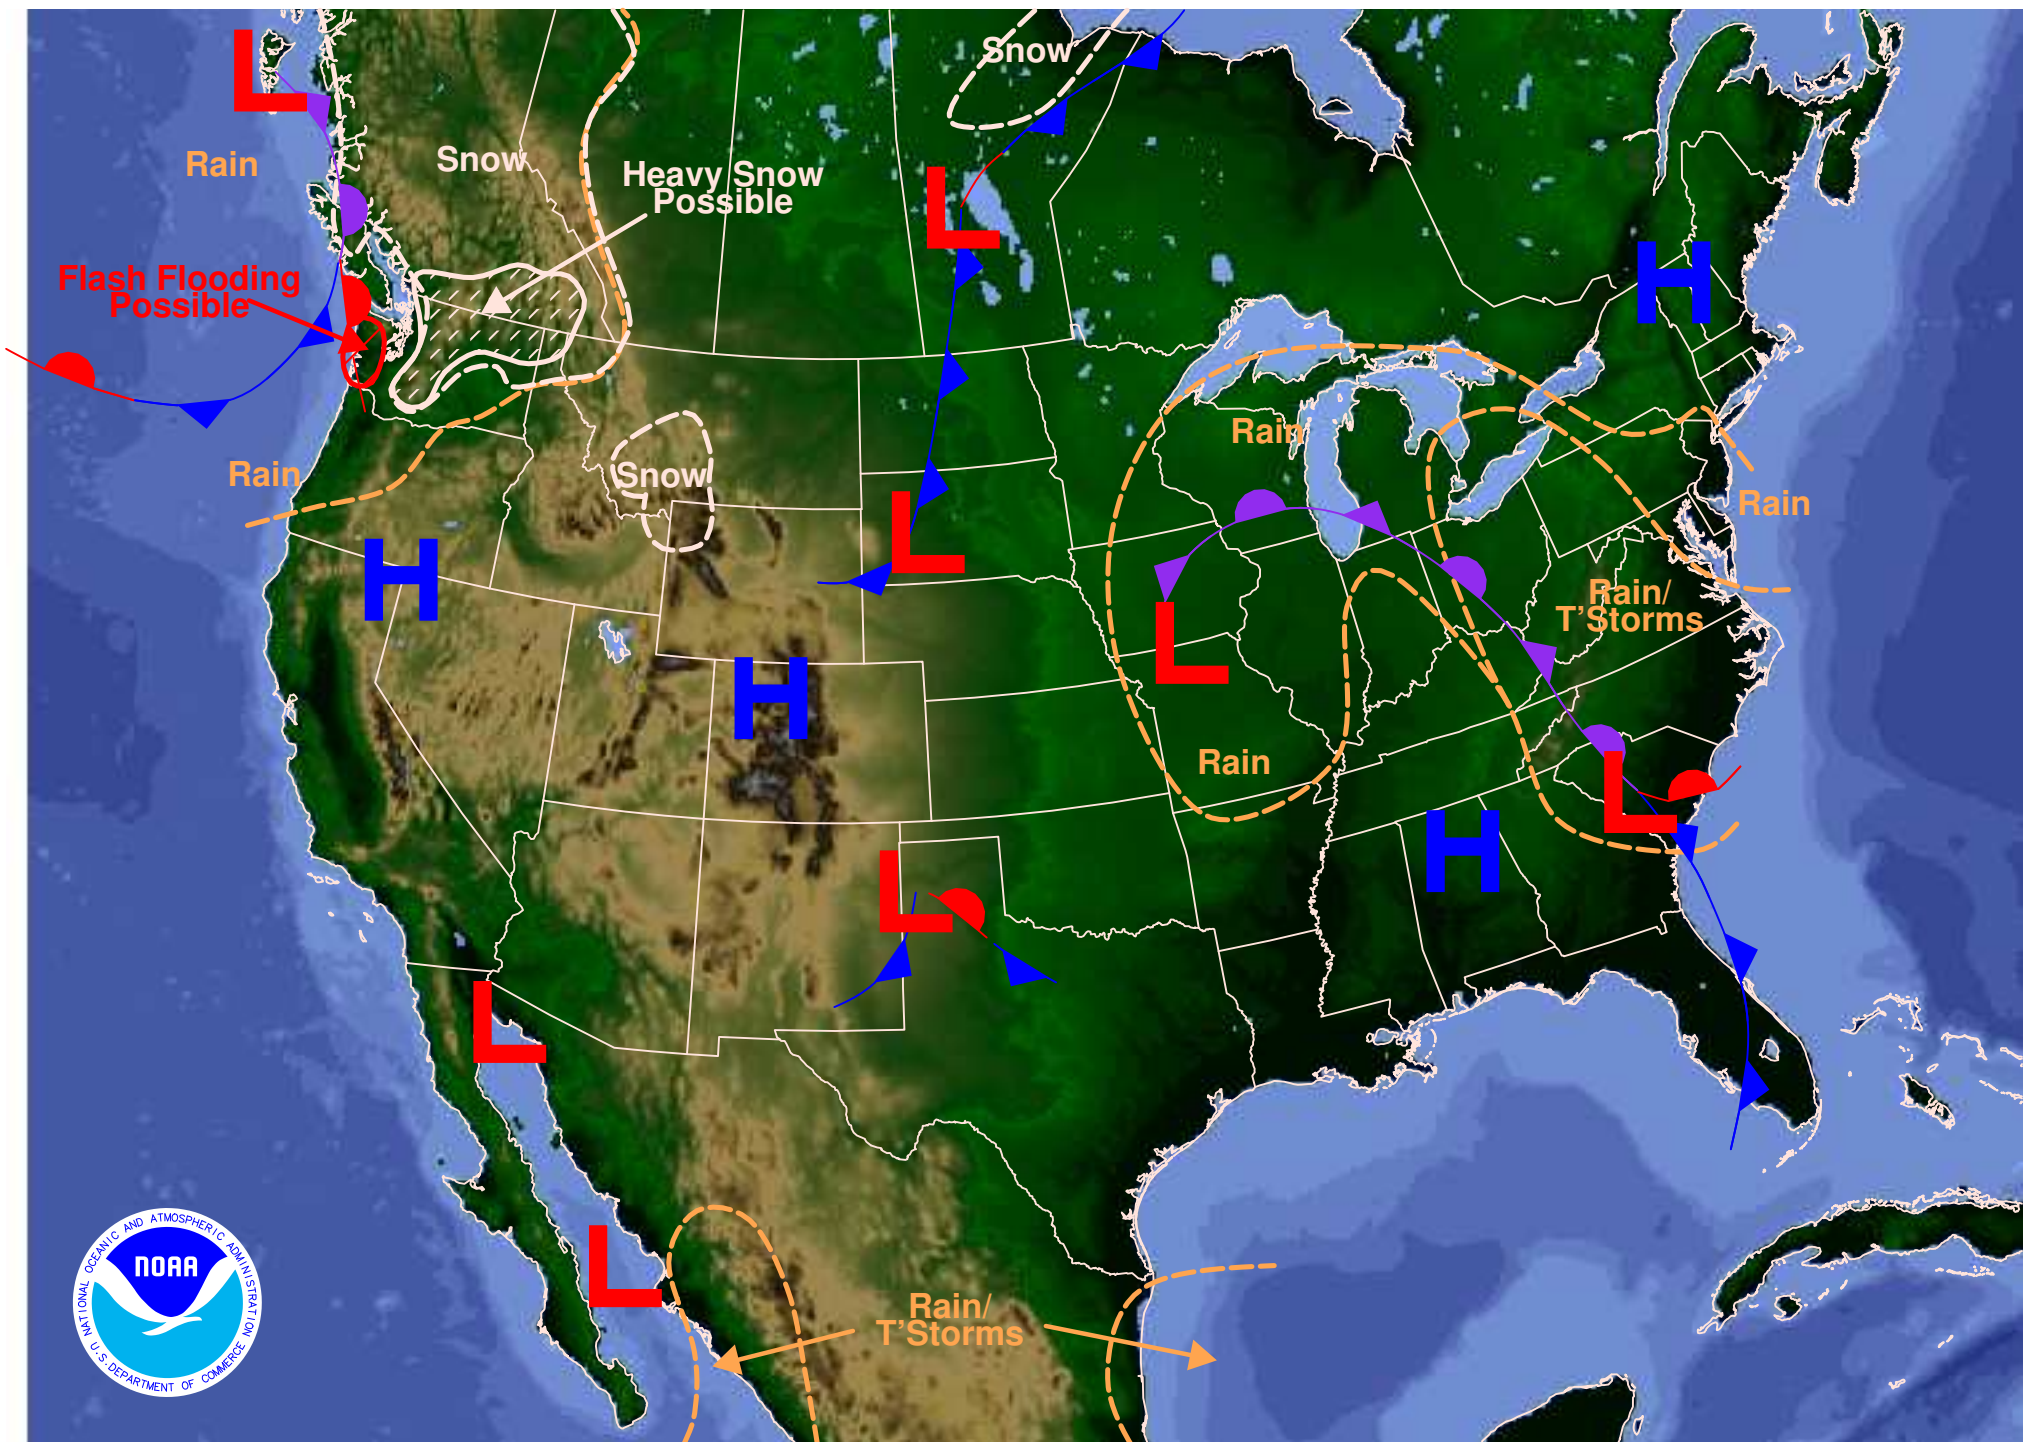 L
Snow
Rain
Snow
Heavy Snow
Possible
L
H
Flash Flooding
Possible
Rain
Rain
Snow
Rain
L
H
Rain/
T'Storms
L
H
Rain
L
H
L
L
L
Rain/
T'Storms
NATIONAL OCEANIC AND ATMOSPHERIC ADMINISTRATION
NOAA
U.S. DEPARTMENT OF COMMERCE